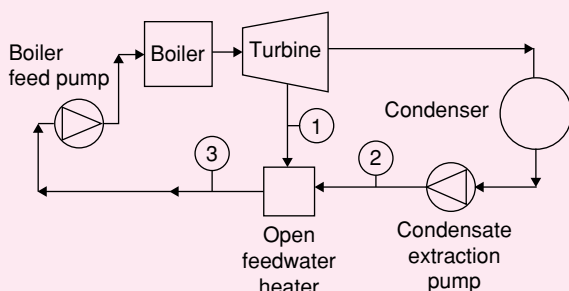 Boiler
feed pump
Boiler
Turbine
Condenser
1
2
3
Open
feedwater
heater
Condensate
extraction
pump